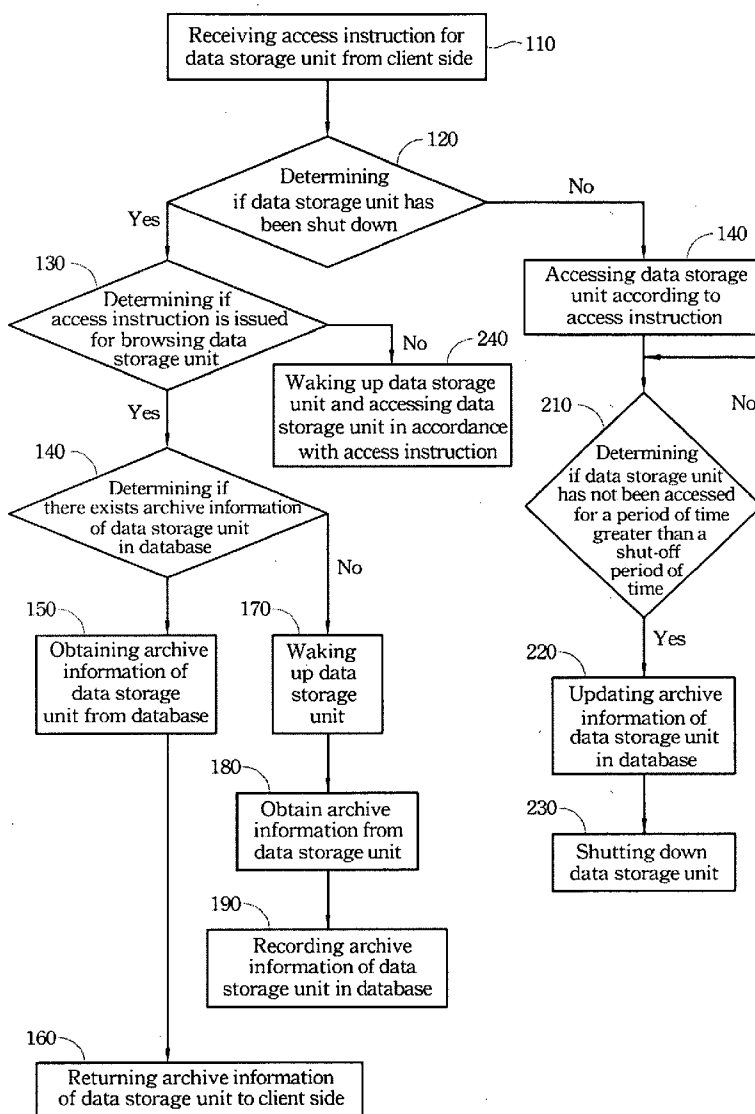 Receiving access instruction for
data storage unit from client side
110
120
Determining
if data storage unit has
been shut down
No
Yes
130
Determining if
access instruction is issued
for browsing data
storage unit
140
Accessing data storage
unit according to
access instruction
No
240
Waking up data storage
unit and accessing data
storage unit in accordance
with access instruction
Yes
No
210
Determining
if data storage unit
has not been accessed
for a period of time
greater than a
shut-off
period of
time
140
Determining if
there exists archive information
of data storage unit
in database
No
Yes
150
Obtaining archive
information of
data storage
unit from database
170
Waking
up data
storage
unit
220
Updating archive
information of
data storage unit
in database
180
Obtain archive
information from
data storage unit
230
Shutting down
data storage unit
190
Recording archive
information of data
storage unit in database
160
Returning archive information
of data storage unit to client side